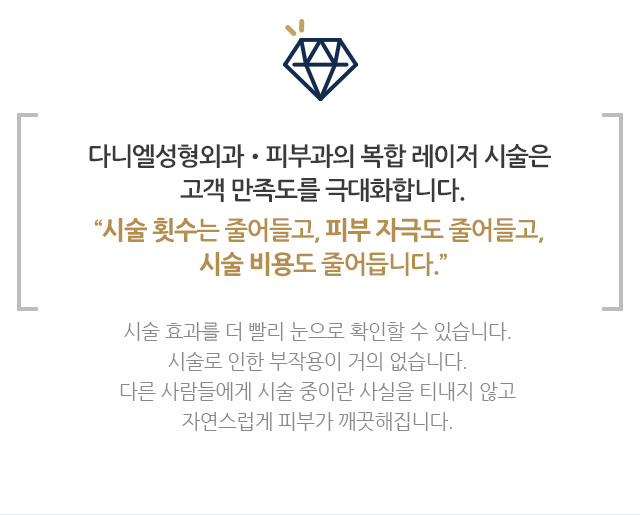 다니엘성형외과・피부과의 복합 레이저 시술은
고객 만족도를 극대화합니다.
“시술 횟수는 줄어들고, 피부 자극도 줄어들고,
시술 비용도 줄어듭니다.”
시술 효과를 더 빨리 눈으로 확인할 수 있습니다.
시술로 인한 부작용이 거의 없습니다.
다른 사람들에게 시술 중이란 사실을 티내지 않고
자연스럽게 피부가 깨끗해집니다.